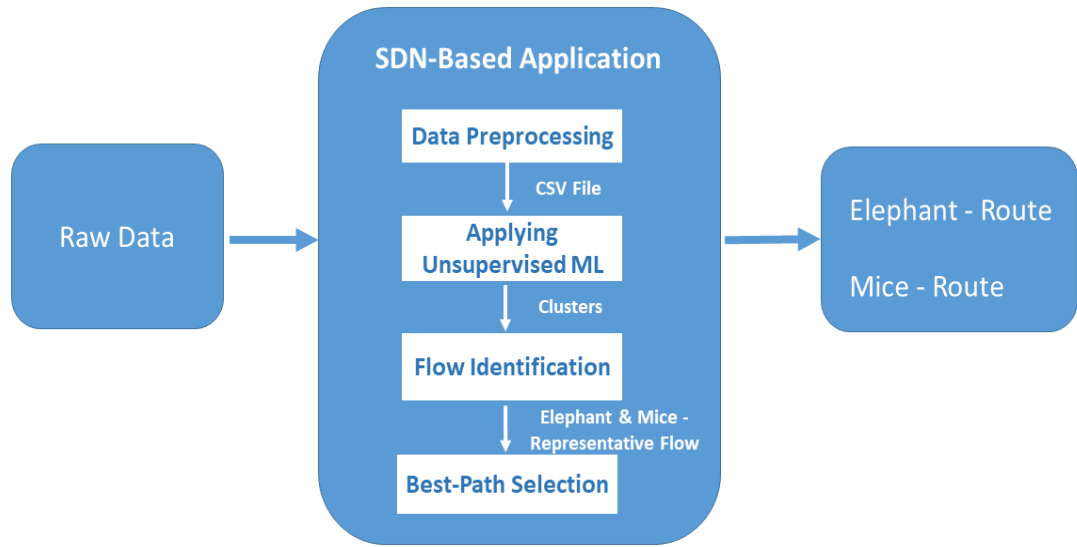 Raw Data
SDN-Based Application
Data Preprocessing
CSV File
Applying
Unsupervised ML
Clusters
Flow Identification
Elephant & Mice -
Representative Flow
Best-Path Selection
Elephant - Route
Mice - Route